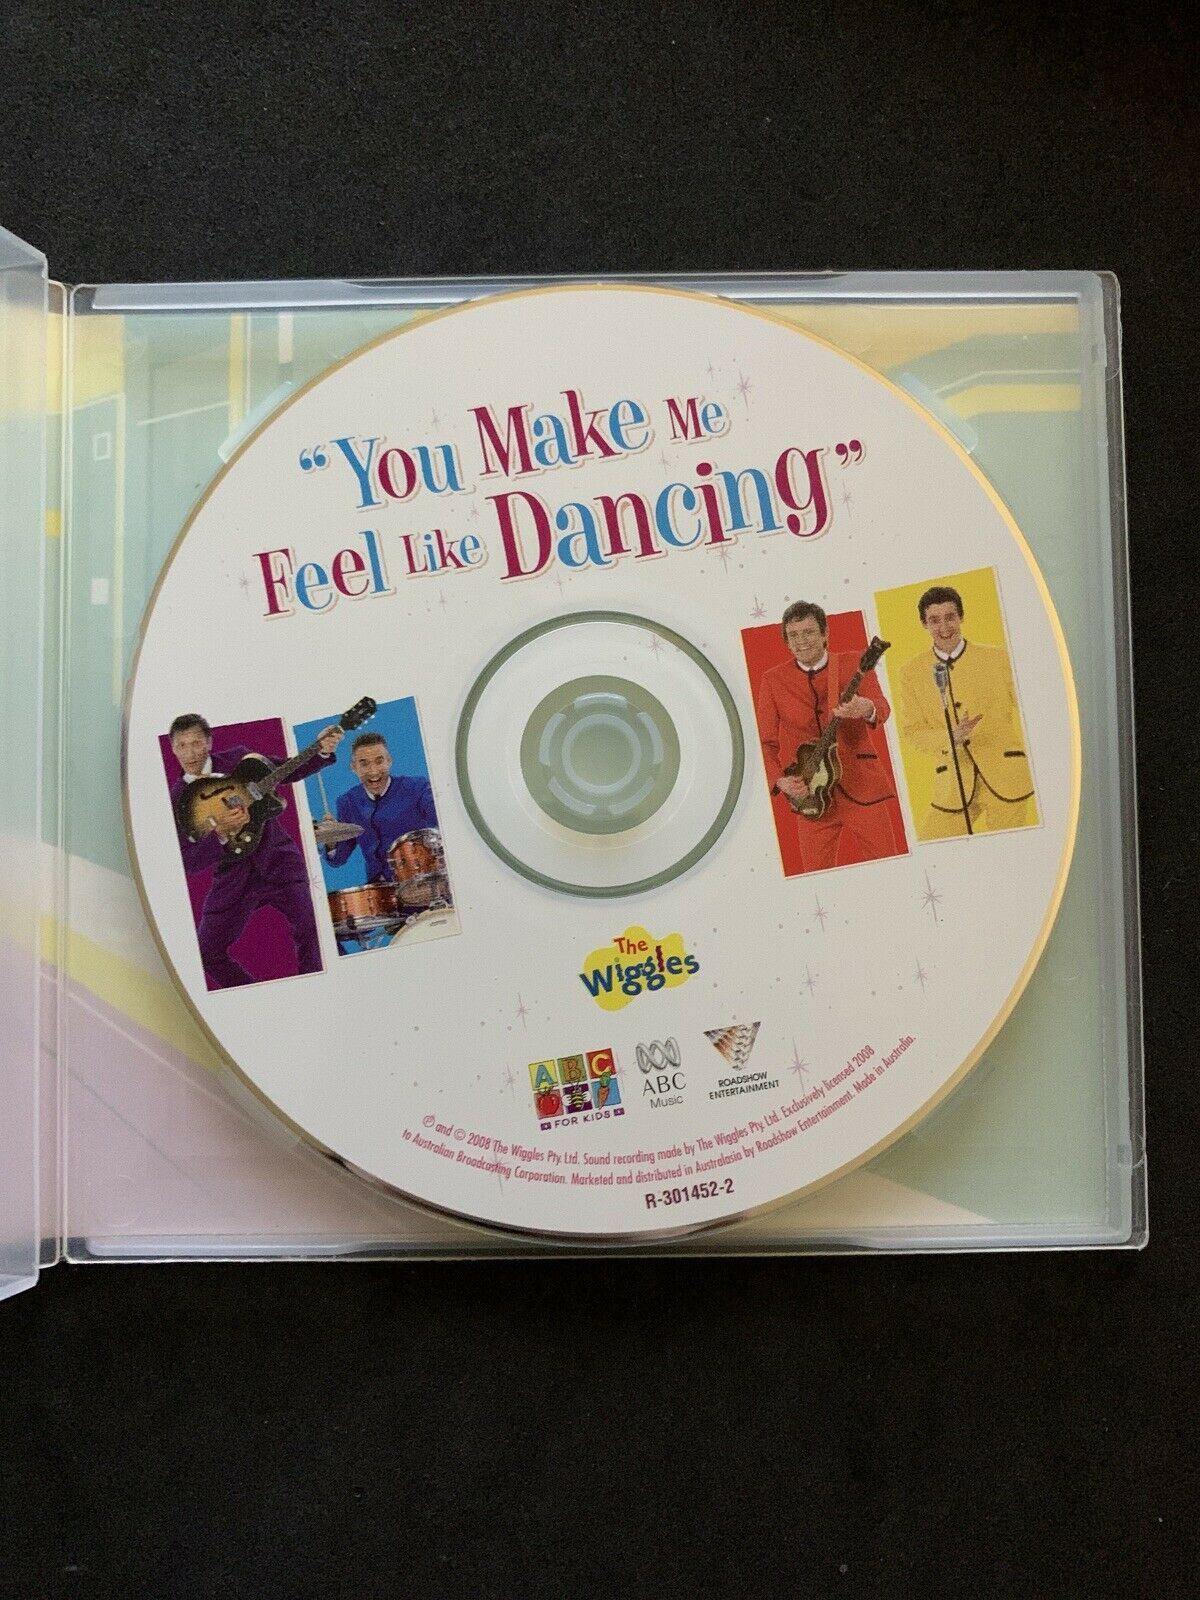 “You Make Me
Feel Like Dancing”
The
Wiggles
ABC
FOR KIDS
ABC
Music
ROADSHOW
ENTERTAINMENT
℗ and © 2008 The Wiggles Pty. Ltd. Sound recording made by The Wiggles Pty. Ltd. Exclusively licensed 2008
to Australian Broadcasting Corporation. Marketed and distributed in Australasia by Roadshow Entertainment. Made in Australia.
R-301452-2